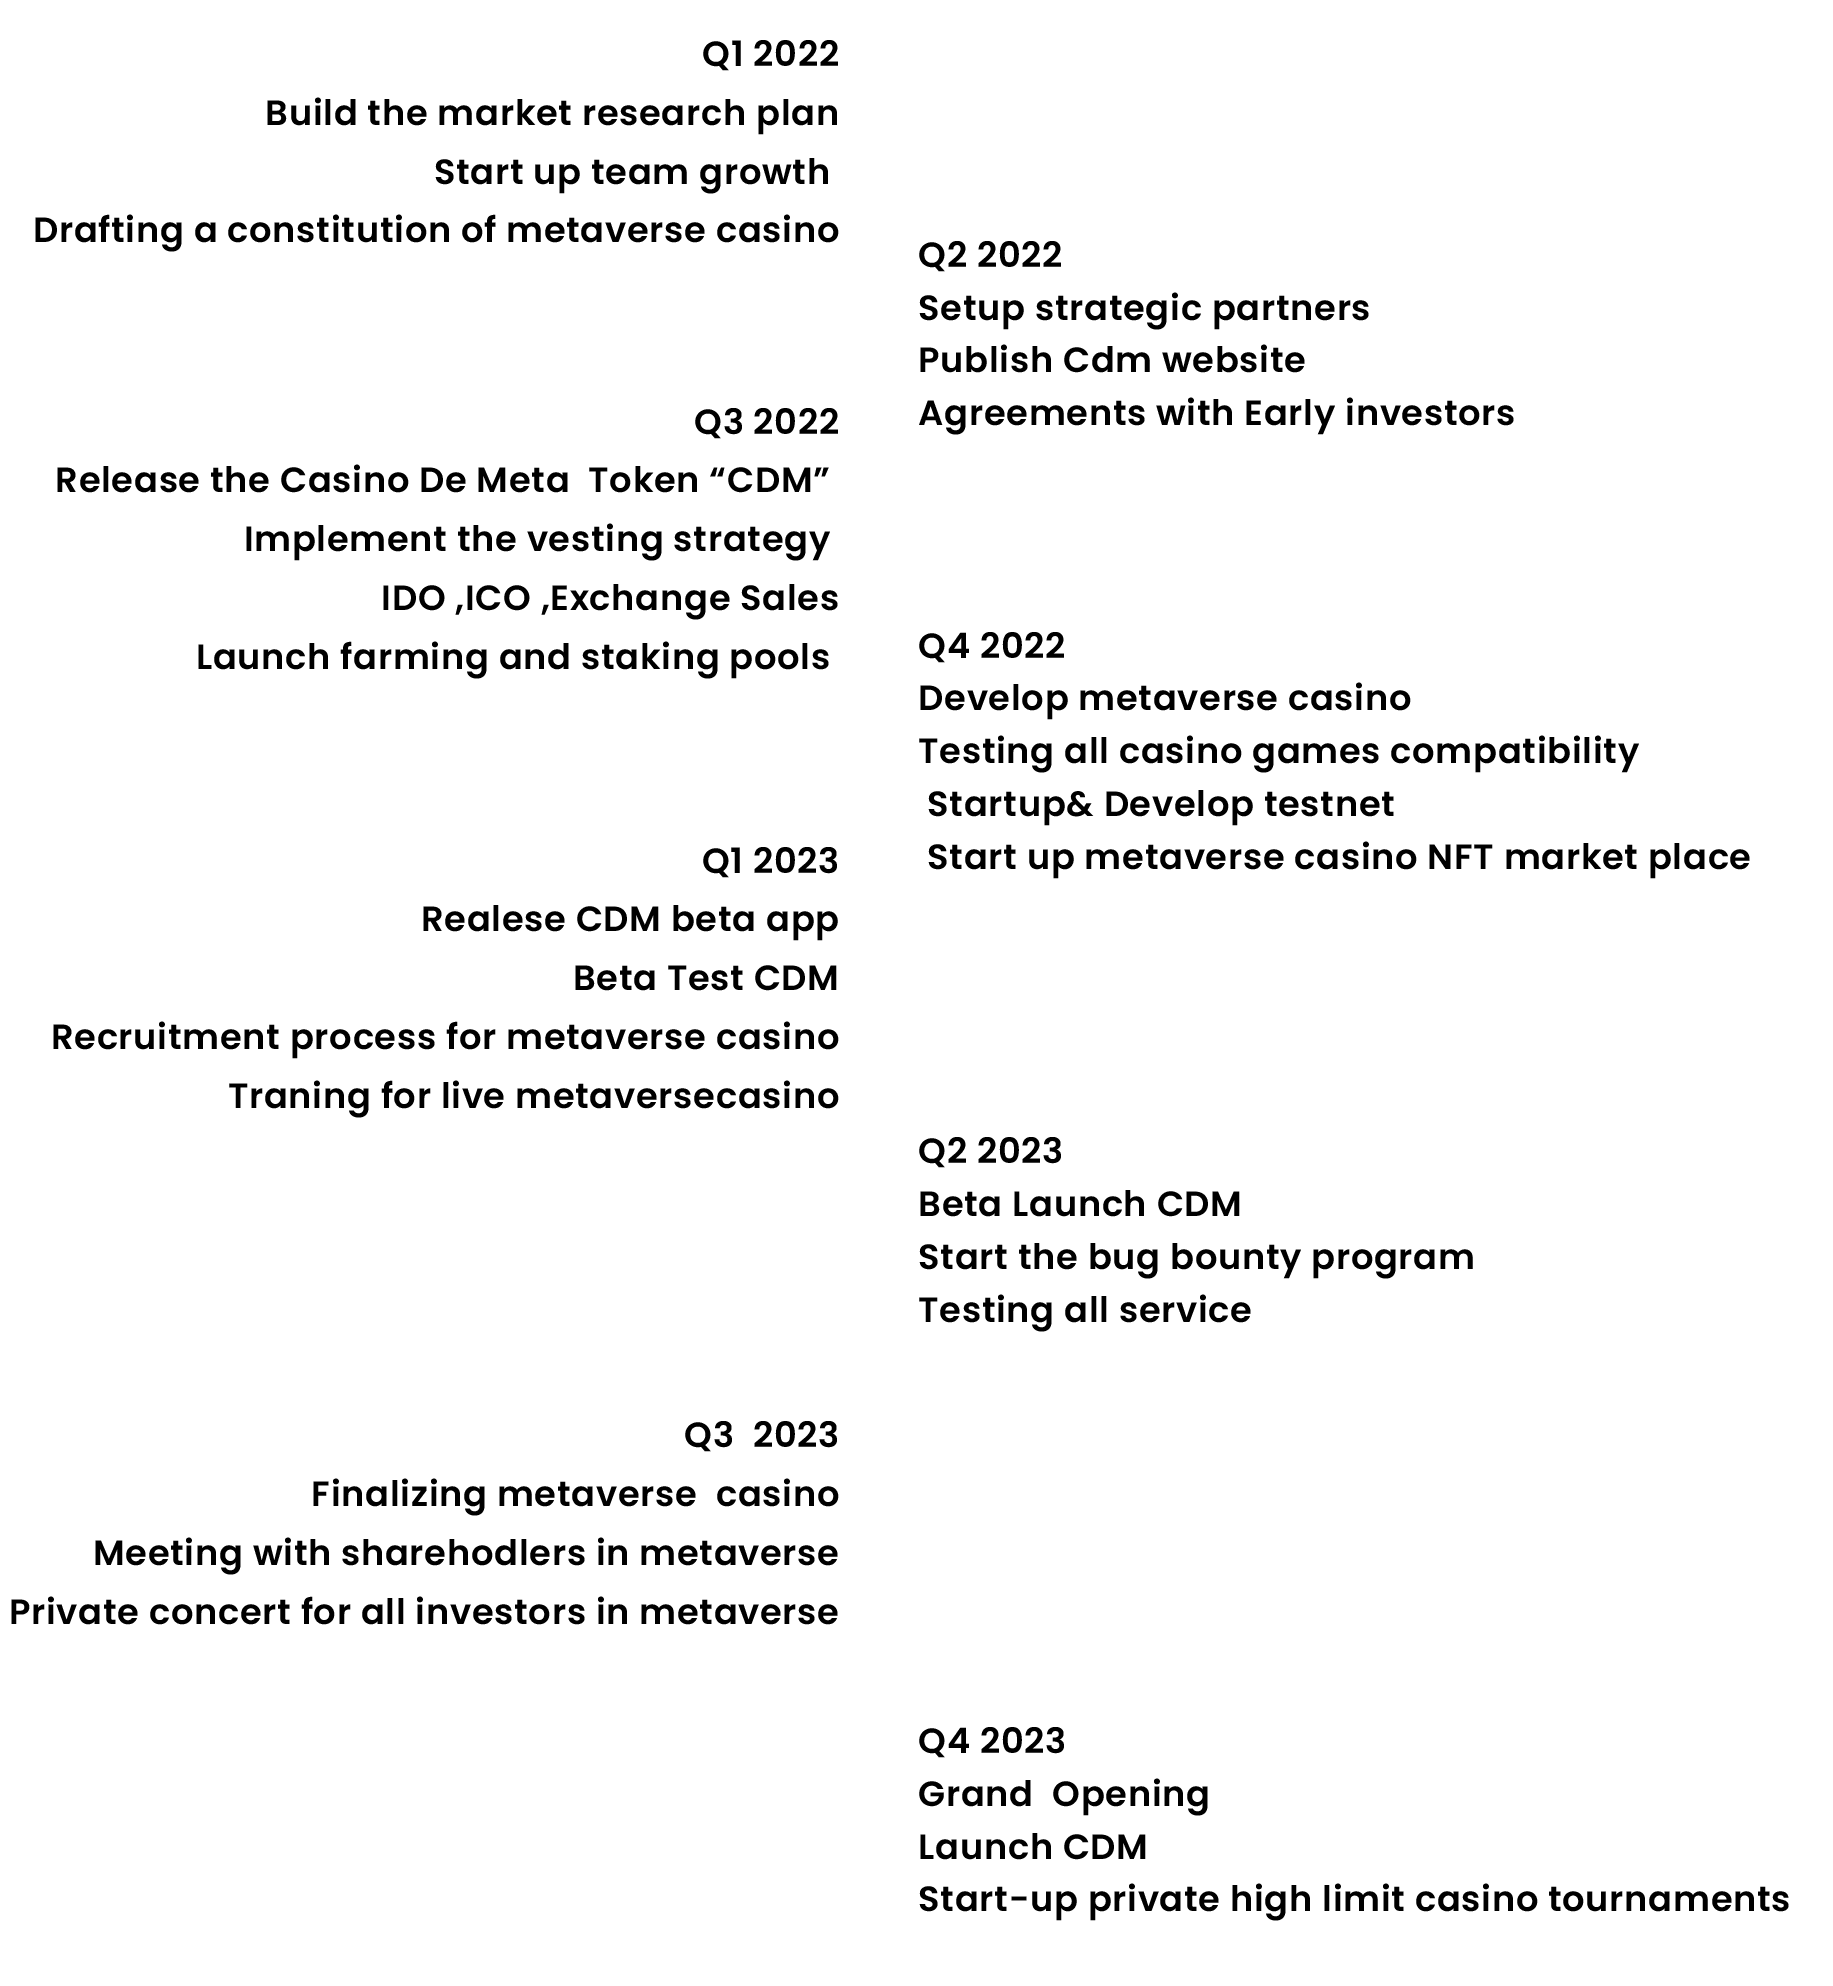 Q1 2022
Build the market research plan
Start up team growth
Drafting a constitution of metaverse casino
Q2 2022
Setup strategic partners
Publish Cdm website
Agreements with Early investors
Q3 2022
Release the Casino De Meta  Token “CDM”
Implement the vesting strategy
IDO ,ICO ,Exchange Sales
Launch farming and staking pools
Q4 2022
Develop metaverse casino
Testing all casino games compatibility
Startup& Develop testnet
Start up metaverse casino NFT market place
Q1 2023
Realese CDM beta app
Beta Test CDM
Recruitment process for metaverse casino
Traning for live metaversecasino
Q2 2023
Beta Launch CDM
Start the bug bounty program
Testing all service
Q3  2023
Finalizing metaverse  casino
Meeting with sharehodlers in metaverse
Private concert for all investors in metaverse
Q4 2023
Grand  Opening
Launch CDM
Start-up private high limit casino tournaments